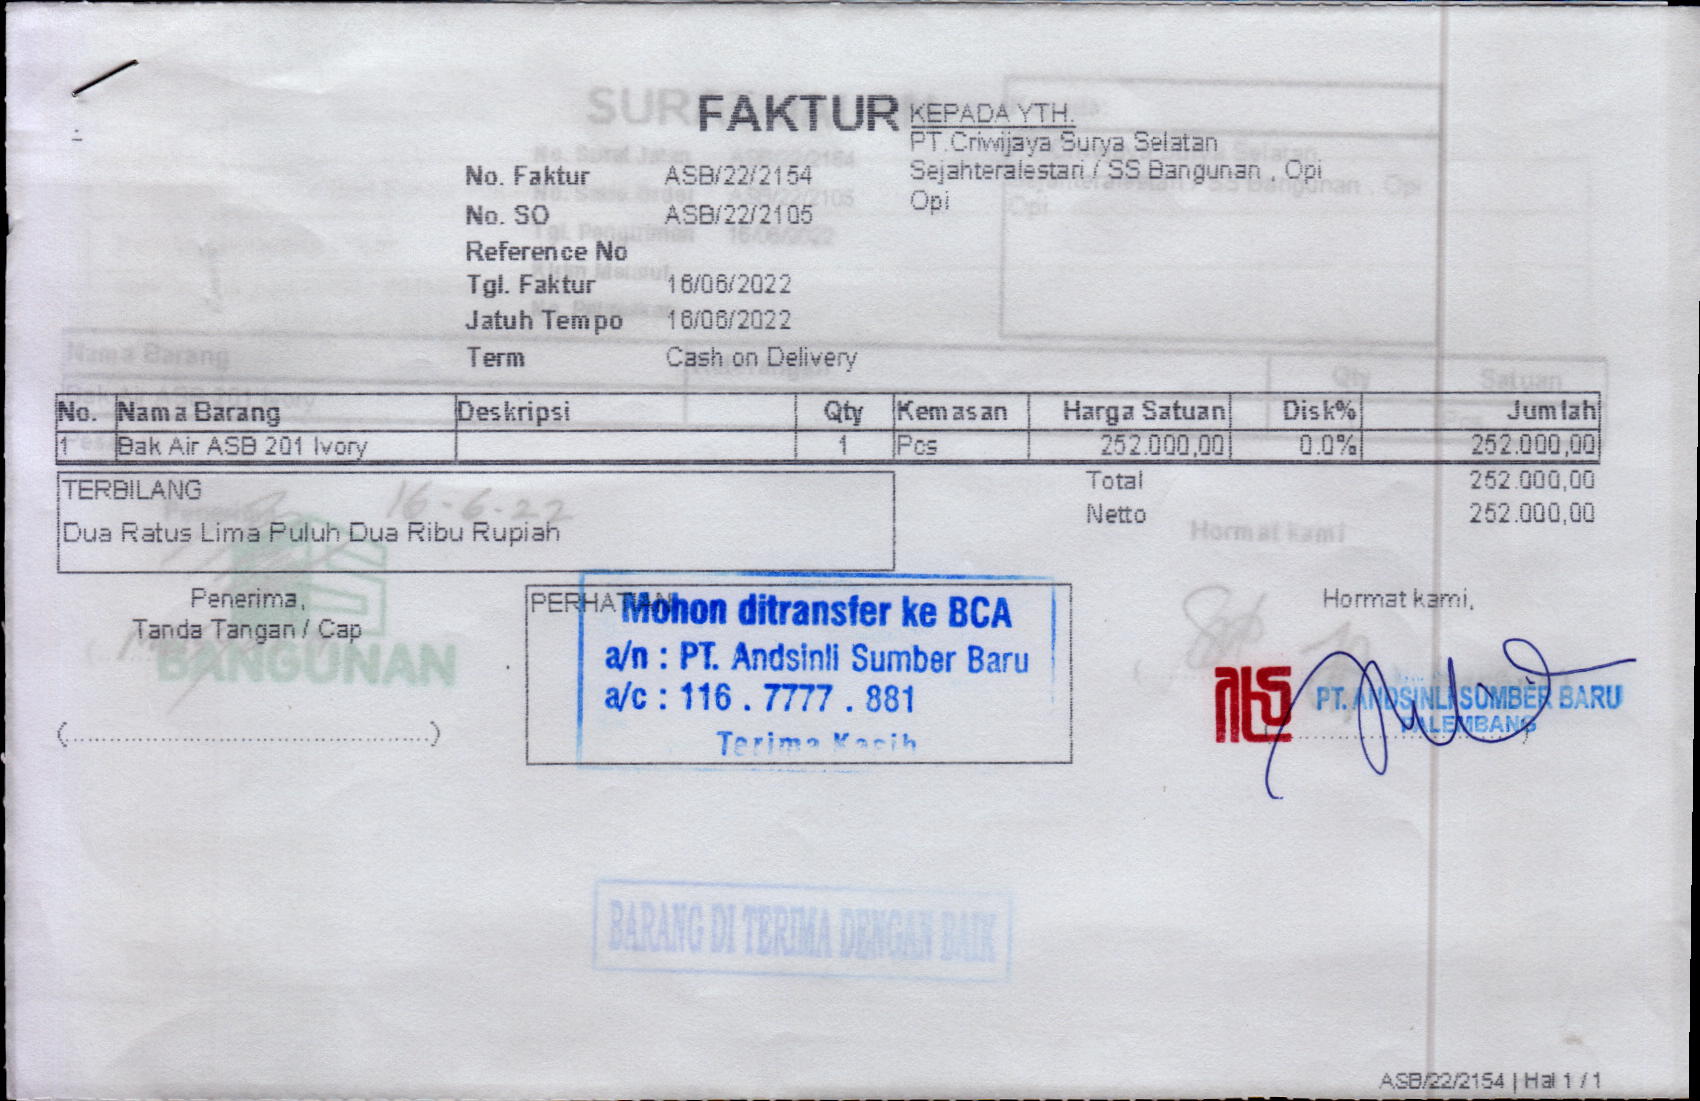 FAKTUR
KEPADA YTH.
PT.Criwijaya Surya Selatan
Sejahteralestari / SS Bangunan , Opi
Opi
No. Faktur ASB/22/2154
No. SO ASB/22/2105
Reference No
Tgl. Faktur 16/06/2022
Jatuh Tempo 16/06/2022
Term Cash on Delivery
No. Nama Barang Deskripsi Qty Kemasan Harga Satuan Disk% Jumlah
1 Bak Air ASB 201 Ivory 1 Pcs 252.000,00 0.0% 252.000,00
Total 252.000,00
Netto 252.000,00
TERBILANG
16-6-22
Dua Ratus Lima Puluh Dua Ribu Rupiah
Hormat kami
Penerima,
Tanda Tangan / Cap
BANGUNAN
(..........)
PERHATIAN
Mohon ditransfer ke BCA
a/n : PT. Andsinli Sumber Baru
a/c : 116 . 7777 . 881
Terima Kasih
Hormat kami,
PT. ANDSINLI SUMBER BARU
PALEMBANG
BARANG DI TERIMA DENGAN BAIK
ASB/22/2154 | Hal 1 / 1